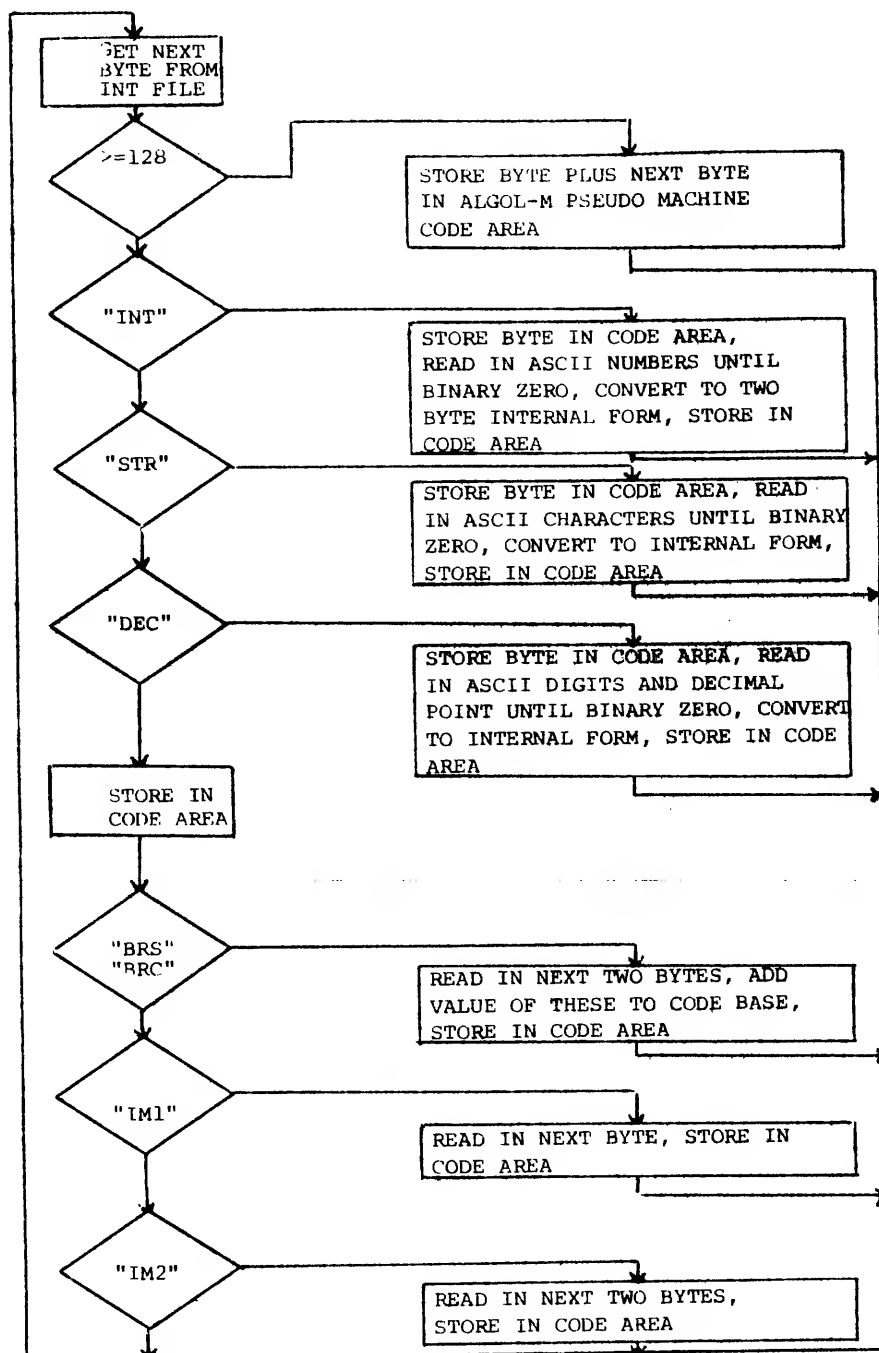 GET NEXT
BYTE FROM
INT FILE
>=128
STORE BYTE PLUS NEXT BYTE
IN ALGOL-M PSEUDO MACHINE
CODE AREA
"INT"
STORE BYTE IN CODE AREA,
READ IN ASCII NUMBERS UNTIL
BINARY ZERO, CONVERT TO TWO
BYTE INTERNAL FORM, STORE IN
CODE AREA
"STR"
STORE BYTE IN CODE AREA, READ
IN ASCII CHARACTERS UNTIL BINARY
ZERO, CONVERT TO INTERNAL FORM,
STORE IN CODE AREA
"DEC"
STORE BYTE IN CODE AREA, READ
IN ASCII DIGITS AND DECIMAL
POINT UNTIL BINARY ZERO, CONVERT
TO INTERNAL FORM, STORE IN CODE
AREA
STORE IN
CODE AREA
"BRS"
"BRC"
READ IN NEXT TWO BYTES, ADD
VALUE OF THESE TO CODE BASE,
STORE IN CODE AREA
"IM1"
READ IN NEXT BYTE, STORE IN
CODE AREA
"IM2"
READ IN NEXT TWO BYTES,
STORE IN CODE AREA